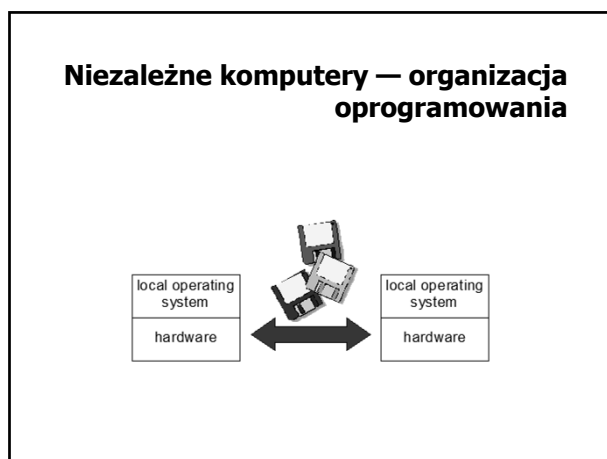 Niezależne komputery — organizacja
oprogramowania
local operating
system
hardware
local operating
system
hardware